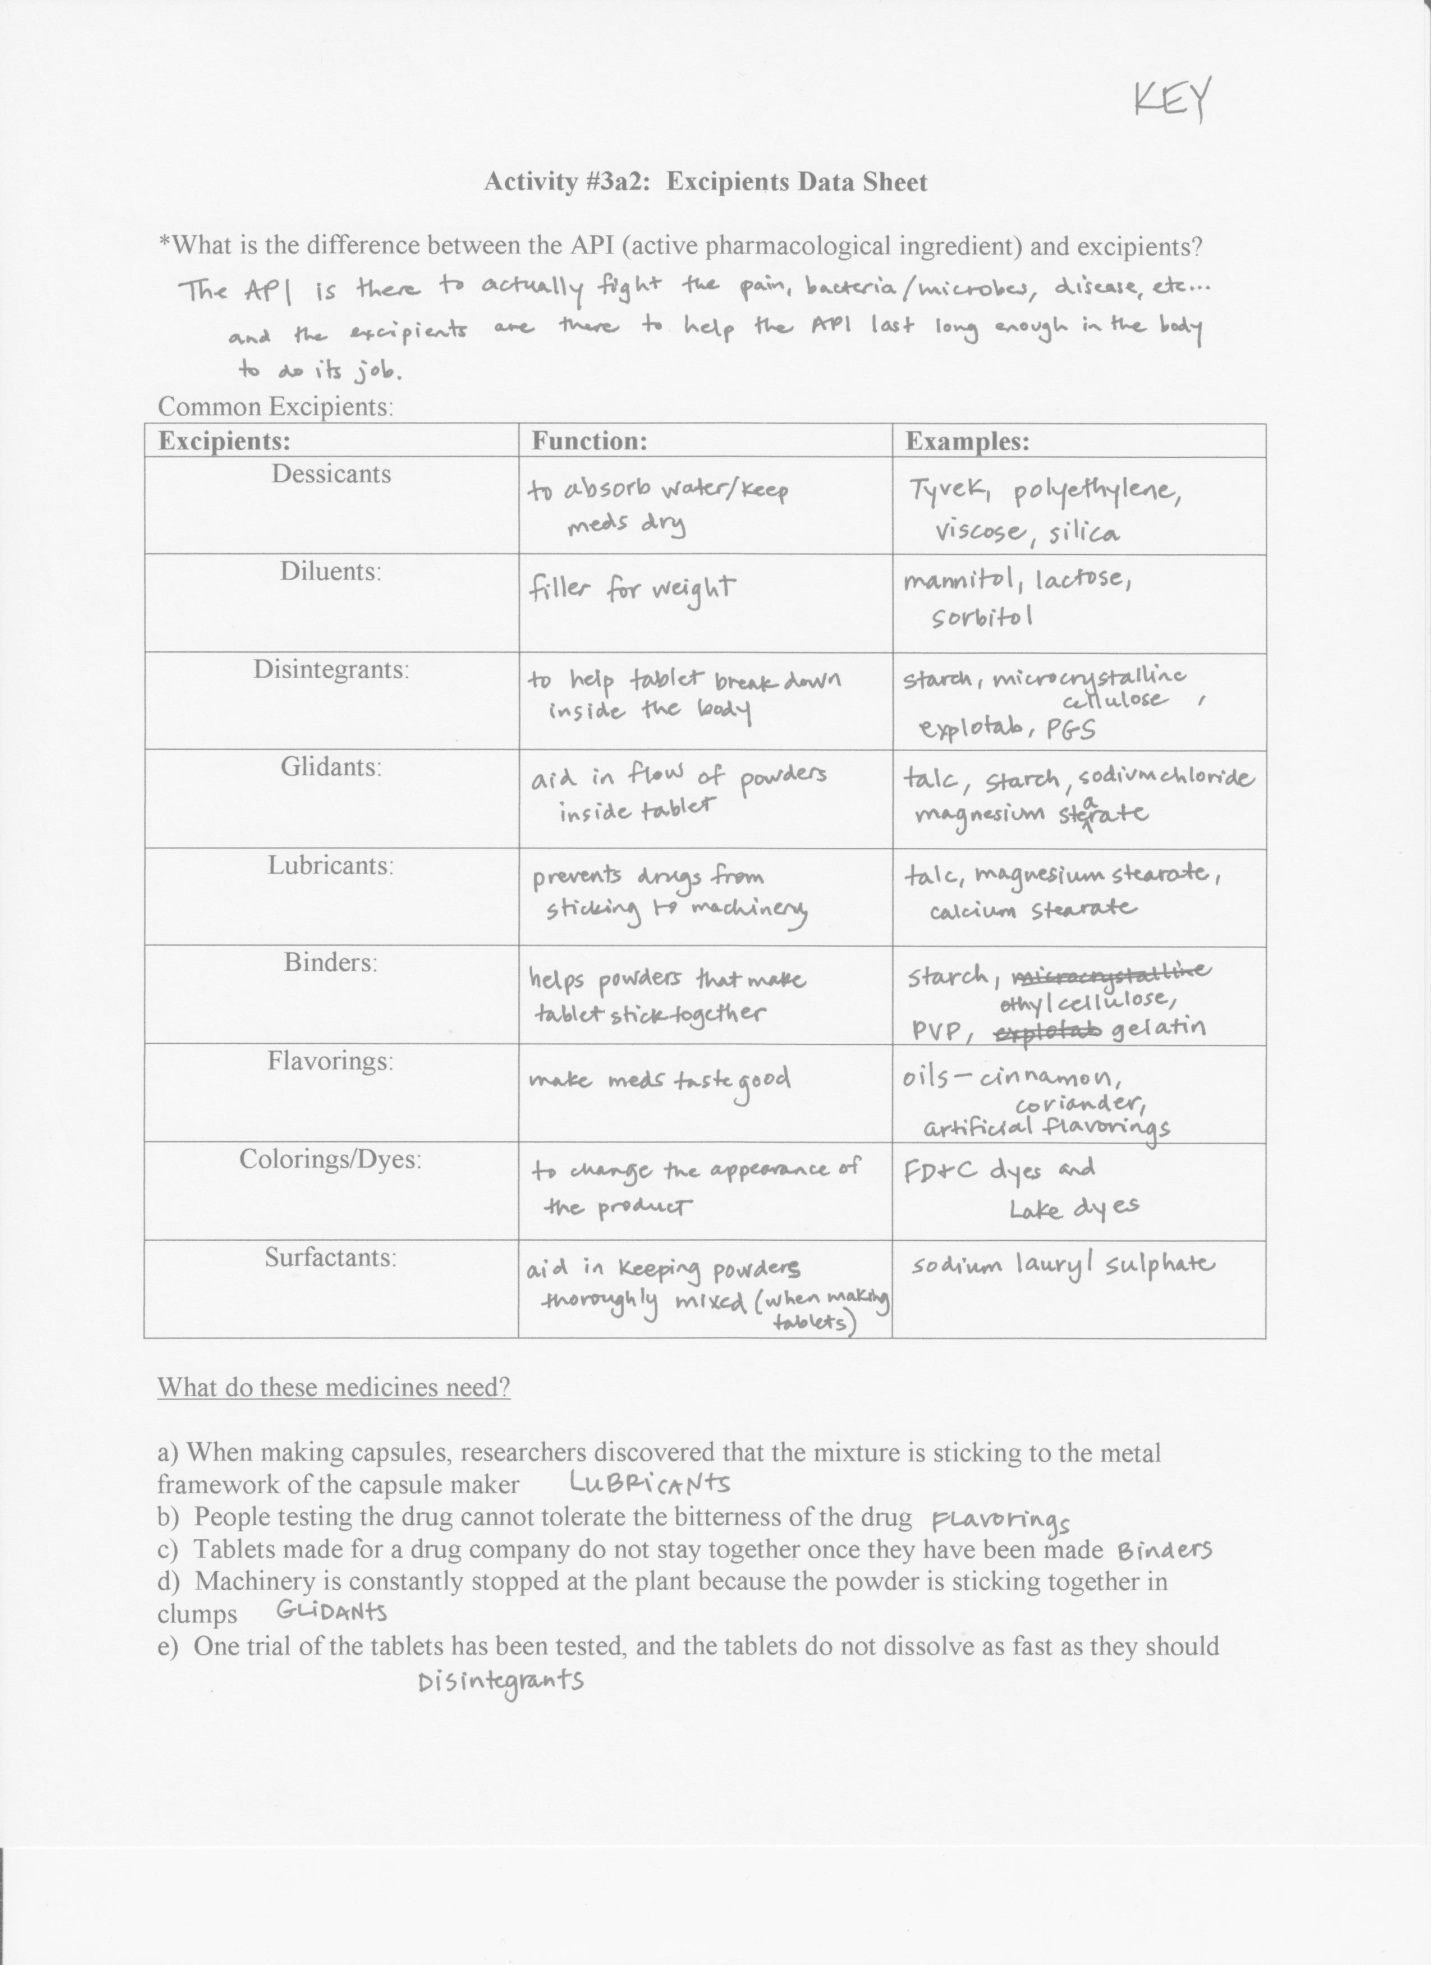 KEY
Activity #3a2:  Excipients Data Sheet
*What is the difference between the API (active pharmacological ingredient) and excipients?
The API is there to actually fight the pain, bacteria/microbes, disease, etc...
and the excipients are there to help the API last long enough in the body
to do its job.
Common Excipients:
Excipients: Function: Examples:
Dessicants
to absorb water/keep
meds dry
Tyvek, polyethylene,
viscose, silica
Diluents:
filler for weight
mannitol, lactose,
sorbitol
Disintegrants:
to help tablet break down
inside the body
starch, microcrystalline
cellulose,
explotab, PGS
Glidants:
aid in flow of powders
inside tablet
talc, starch, sodium chloride
magnesium stearate
Lubricants:
prevents drugs from
sticking to machinery
talc, magnesium stearate,
calcium stearate
Binders:
helps powders that make
tablet stick together
starch, microcrystalline
ethylcellulose,
PVP, explotab gelatin
Flavorings:
make meds taste good
oils - cinnamon,
coriander,
artificial flavorings
Colorings/Dyes:
to change the appearance of
the product
FD+C dyes and
Lake dyes
Surfactants:
aid in keeping powders
thoroughly mixed (when making
tablets)
sodium lauryl sulphate
What do these medicines need?
a) When making capsules, researchers discovered that the mixture is sticking to the metal
framework of the capsule maker LUBRiCANts
b)  People testing the drug cannot tolerate the bitterness of the drug FLavorings
c)  Tablets made for a drug company do not stay together once they have been made Binders
d)  Machinery is constantly stopped at the plant because the powder is sticking together in
clumps GLiDANts
e)  One trial of the tablets has been tested, and the tablets do not dissolve as fast as they should
Disintegrants